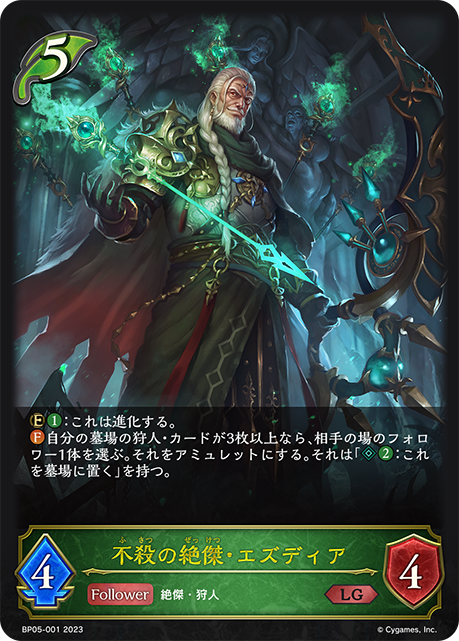 5
Ⓔ①:これは進化する。
Ⓕ自分の墓場の狩人・カードが3枚以上なら、相手の場のフォロ
ワー1体を選ぶ。それをアミュレットにする。それは「②:これ
を墓場に置く」を持つ。
ふさつ ぜっけつ
不殺の絶傑・エズディア
4
Follower 絶傑・狩人 LG
4
BP05-001 2023 © Cygames, Inc.